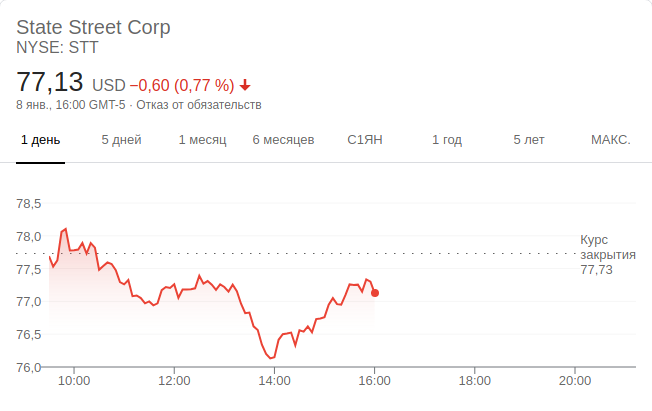 State Street Corp
NYSE: STT
77,13 USD −0,60 (0,77 %)
8 янв., 16:00 GMT-5 · Отказ от обязательств
1 день 5 дней 1 месяц 6 месяцев С1ЯН 1 год 5 лет МАКС.
78,5
78,0
77,5
77,0
76,5
76,0
Курс
закрытия
77,73
10:00 12:00 14:00 16:00 18:00 20:00